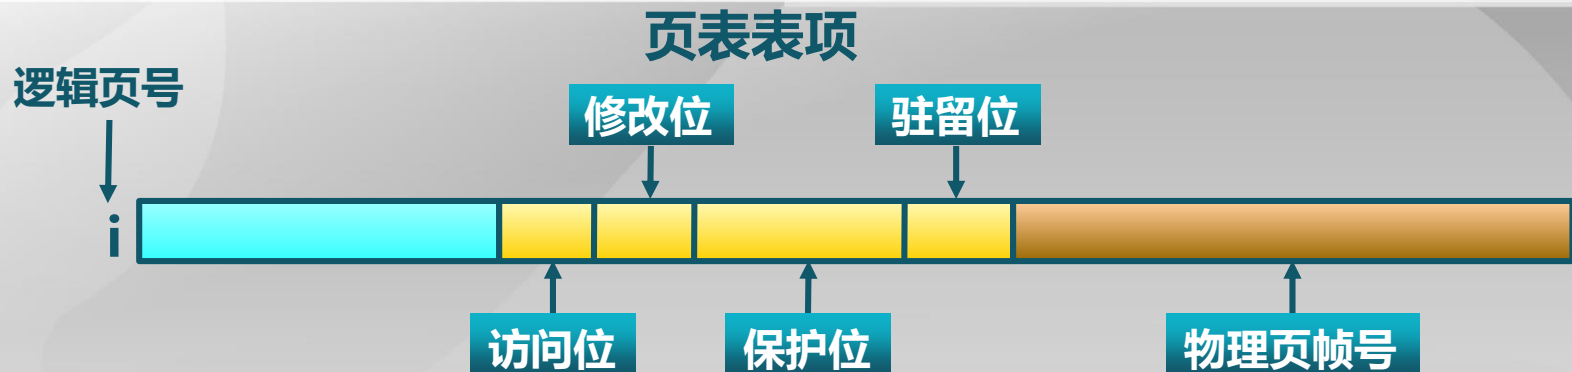 页表表项
逻辑页号
修改位
驻留位
i
访问位
保护位
物理页帧号